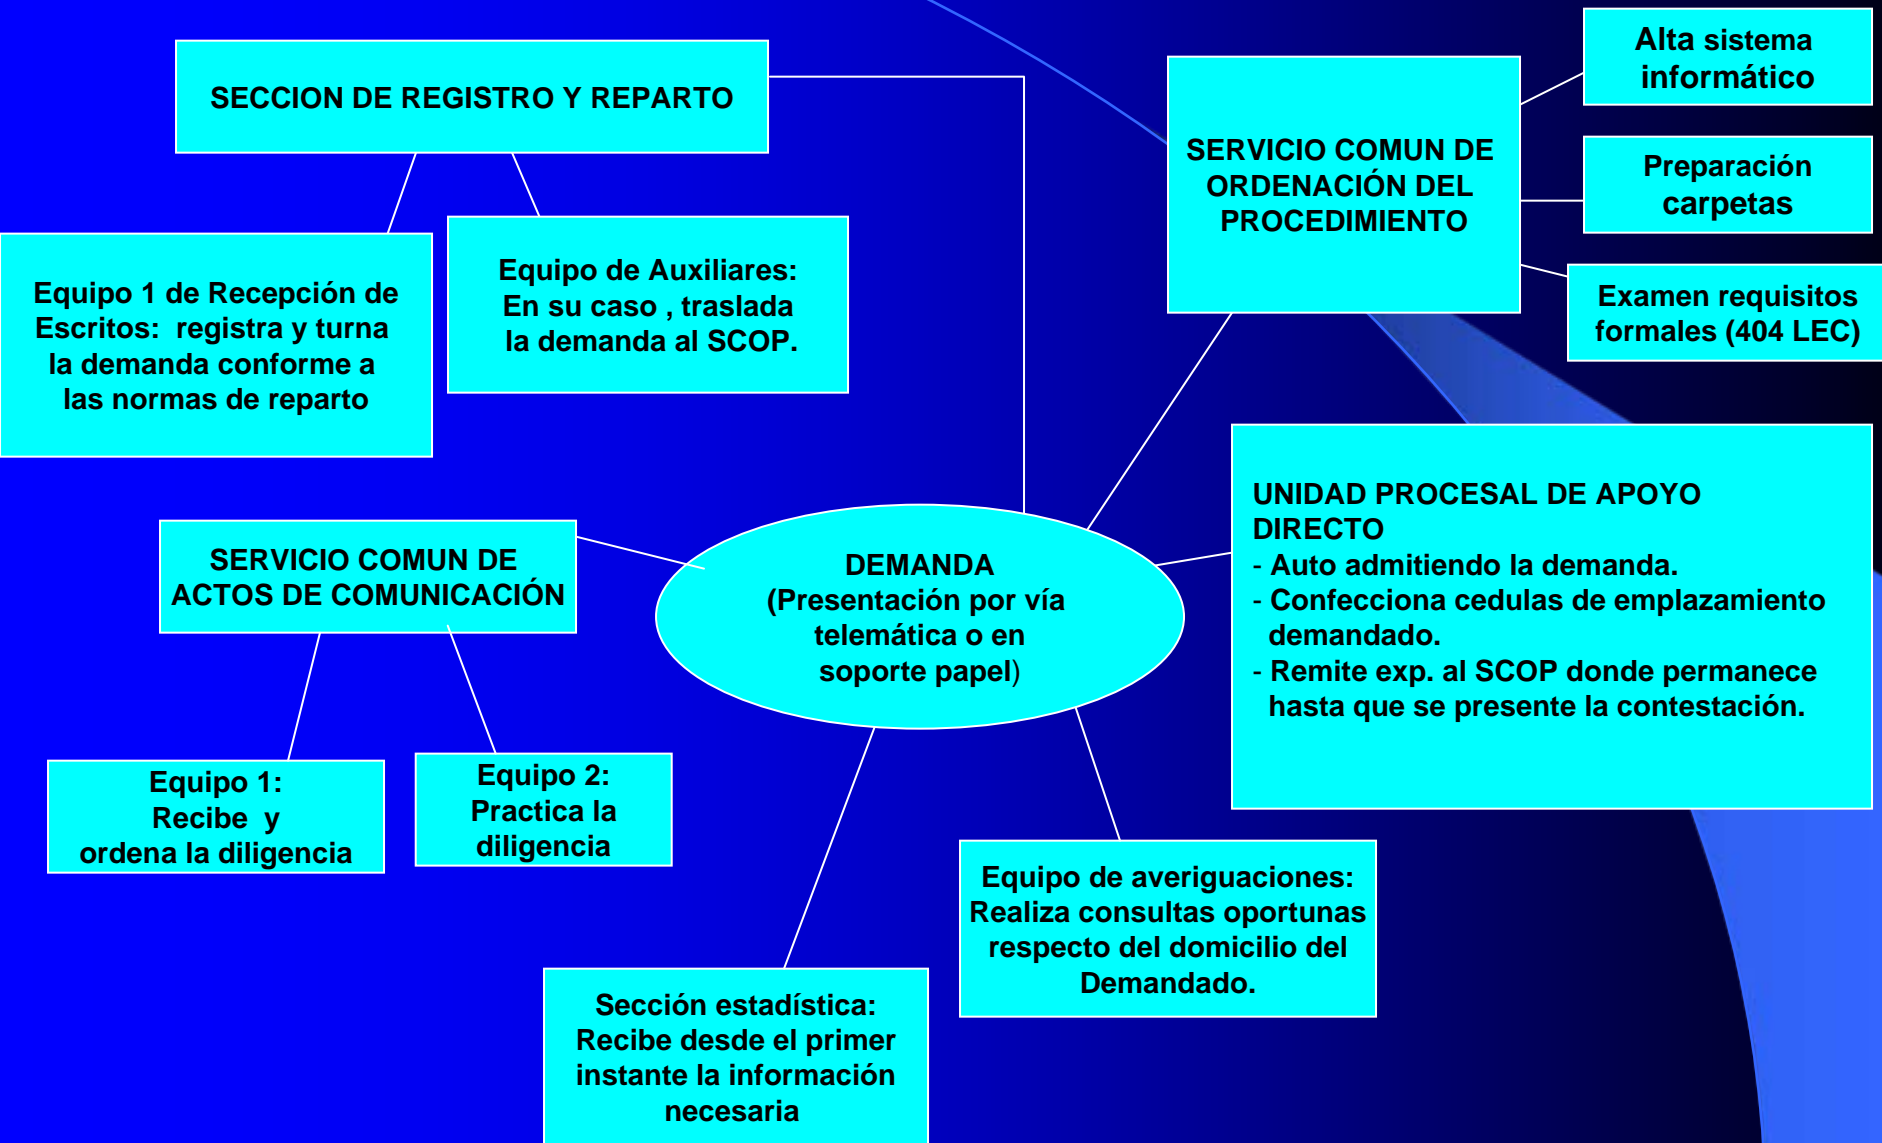 SECCION DE REGISTRO Y REPARTO
Equipo 1 de Recepción de
Escritos: registra y turna
la demanda conforme a
las normas de reparto
Equipo de Auxiliares:
En su caso , traslada
la demanda al SCOP.
SERVICIO COMUN DE
ORDENACIÓN DEL
PROCEDIMIENTO
Alta sistema
informático
Preparación
carpetas
Examen requisitos
formales (404 LEC)
SERVICIO COMUN DE
ACTOS DE COMUNICACIÓN
DEMANDA
(Presentación por vía
telemática o en
soporte papel)
UNIDAD PROCESAL DE APOYO
DIRECTO
- Auto admitiendo la demanda.
- Confecciona cedulas de emplazamiento
demandado.
- Remite exp. al SCOP donde permanece
hasta que se presente la contestación.
Equipo 1:
Recibe y
ordena la diligencia
Equipo 2:
Practica la
diligencia
Equipo de averiguaciones:
Realiza consultas oportunas
respecto del domicilio del
Demandado.
Sección estadística:
Recibe desde el primer
instante la información
necesaria